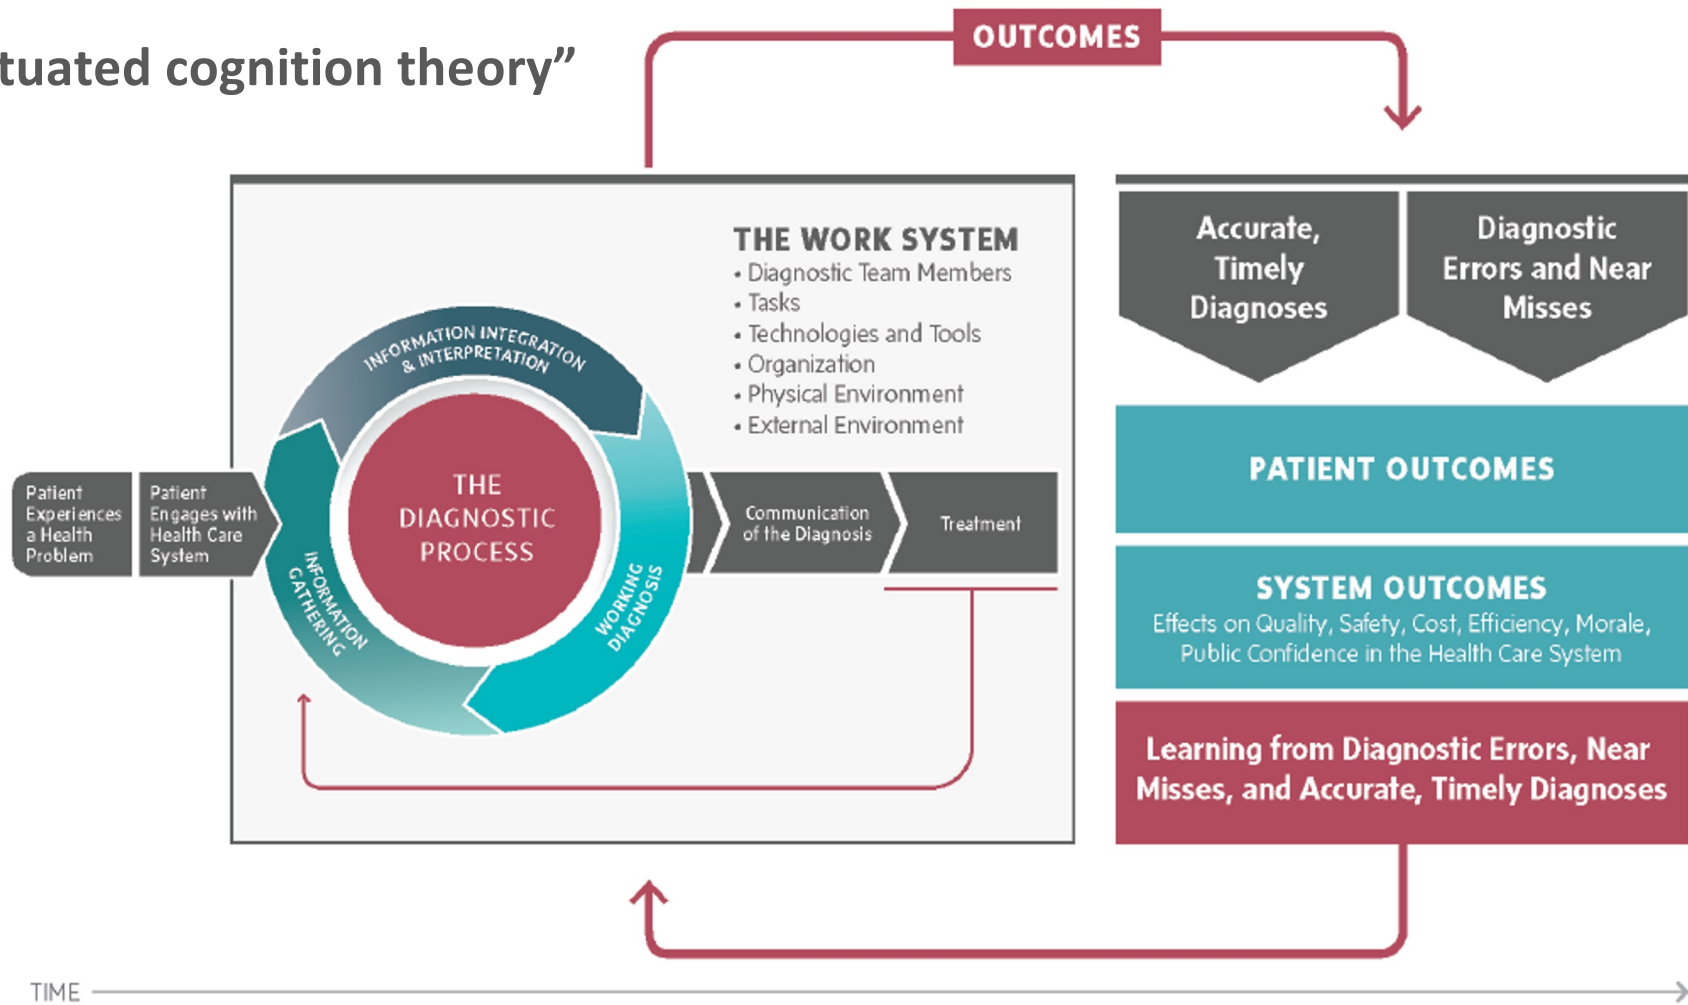 tuated cognition theory”
OUTCOMES
THE WORK SYSTEM
• Diagnostic Team Members
• Tasks
• Technologies and Tools
• Organization
• Physical Environment
• External Environment
Patient
Experiences
a Health
Problem
Patient
Engages with
Health Care
System
INFORMATION INTEGRATION
& INTERPRETATION
INFORMATION
GATHERING
THE
DIAGNOSTIC
PROCESS
WORKING
DIAGNOSIS
Communication
of the Diagnosis
Treatment
Accurate,
Timely
Diagnoses
Diagnostic
Errors and Near
Misses
PATIENT OUTCOMES
SYSTEM OUTCOMES
Effects on Quality, Safety, Cost, Efficiency, Morale,
Public Confidence in the Health Care System
Learning from Diagnostic Errors, Near
Misses, and Accurate, Timely Diagnoses
TIME